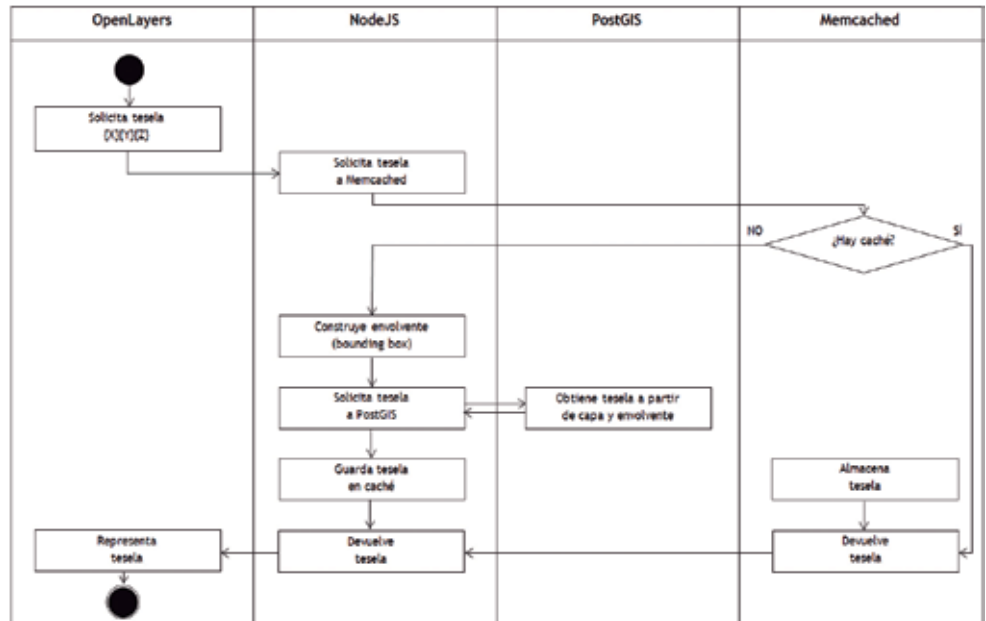 OpenLayers
NodeJS
PostGIS
Memcached
Solicita tesela
[X][Y][Z]
Solicita tesela
a Memcached
NO
¿Hay caché?
SÍ
Construye envolvente
(bounding box)
Solicita tesela
a PostGIS
Obtiene tesela a partir
de capa y envolvente
Guarda tesela
en caché
Almacena
tesela
Representa
tesela
Devuelve
tesela
Devuelve
tesela